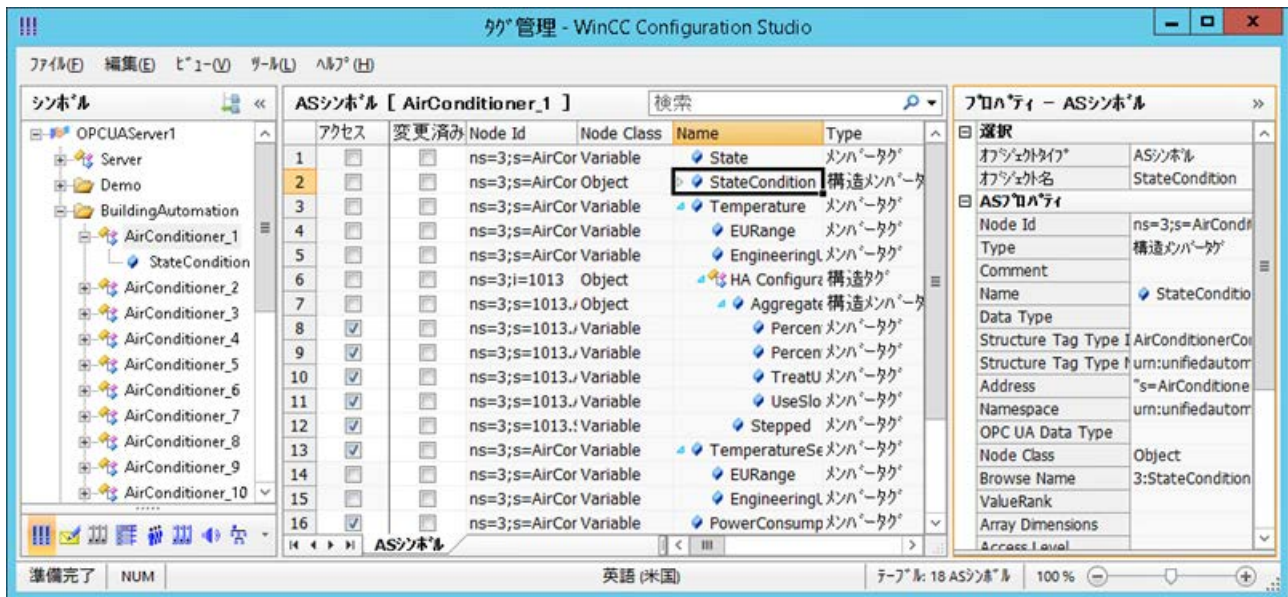 タグ管理 - WinCC Configuration Studio
ファイル(F) 編集(E) ビュー(V) ツール(L) ヘルプ(H)
シンボル
OPCUAServer1
Server
Demo
BuildingAutomation
AirConditioner_1
StateCondition
AirConditioner_2
AirConditioner_3
AirConditioner_4
AirConditioner_5
AirConditioner_6
AirConditioner_7
AirConditioner_8
AirConditioner_9
AirConditioner_10
ASシンボル [ AirConditioner_1 ] 検索
アクセス 変更済み Node Id Node Class Name Type
1 ns=3;s=AirCor Variable State メンバータグ
2 ns=3;s=AirCor Object StateCondition 構造メンバータ
3 ns=3;s=AirCor Variable Temperature メンバータグ
4 ns=3;s=AirCor Variable EURange メンバータグ
5 ns=3;s=AirCor Variable EngineeringU メンバータグ
6 ns=3;i=1013 Object HA Configura 構造タグ
7 ns=3;s=1013./ Object Aggregate 構造メンバータ
8 ns=3;s=1013./ Variable Percen メンバータグ
9 ns=3;s=1013./ Variable Percen メンバータグ
10 ns=3;s=1013./ Variable TreatU メンバータグ
11 ns=3;s=1013./ Variable UseSlo メンバータグ
12 ns=3;s=1013.: Variable Stepped メンバータグ
13 ns=3;s=AirCor Variable TemperatureSe メンバータグ
14 ns=3;s=AirCor Variable EURange メンバータグ
15 ns=3;s=AirCor Variable EngineeringU メンバータグ
16 ns=3;s=AirCor Variable PowerConsump メンバータグ
ASシンボル
プロパティ - ASシンボル
選択
オブジェクトタイプ ASシンボル
オブジェクト名 StateCondition
ASプロパティ
Node Id ns=3;s=AirCondit
Type 構造メンバータグ
Comment
Name StateConditio
Data Type
Structure Tag Type I AirConditionerCon
Structure Tag Type N urn:unifiedautom
Address "s=AirConditione
Namespace urn:unifiedautom
OPC UA Data Type
Node Class Object
Browse Name 3:StateCondition
ValueRank
Array Dimensions
Access Level
準備完了 NUM 英語 (米国) テーブル: 18 ASシンボル 100 %